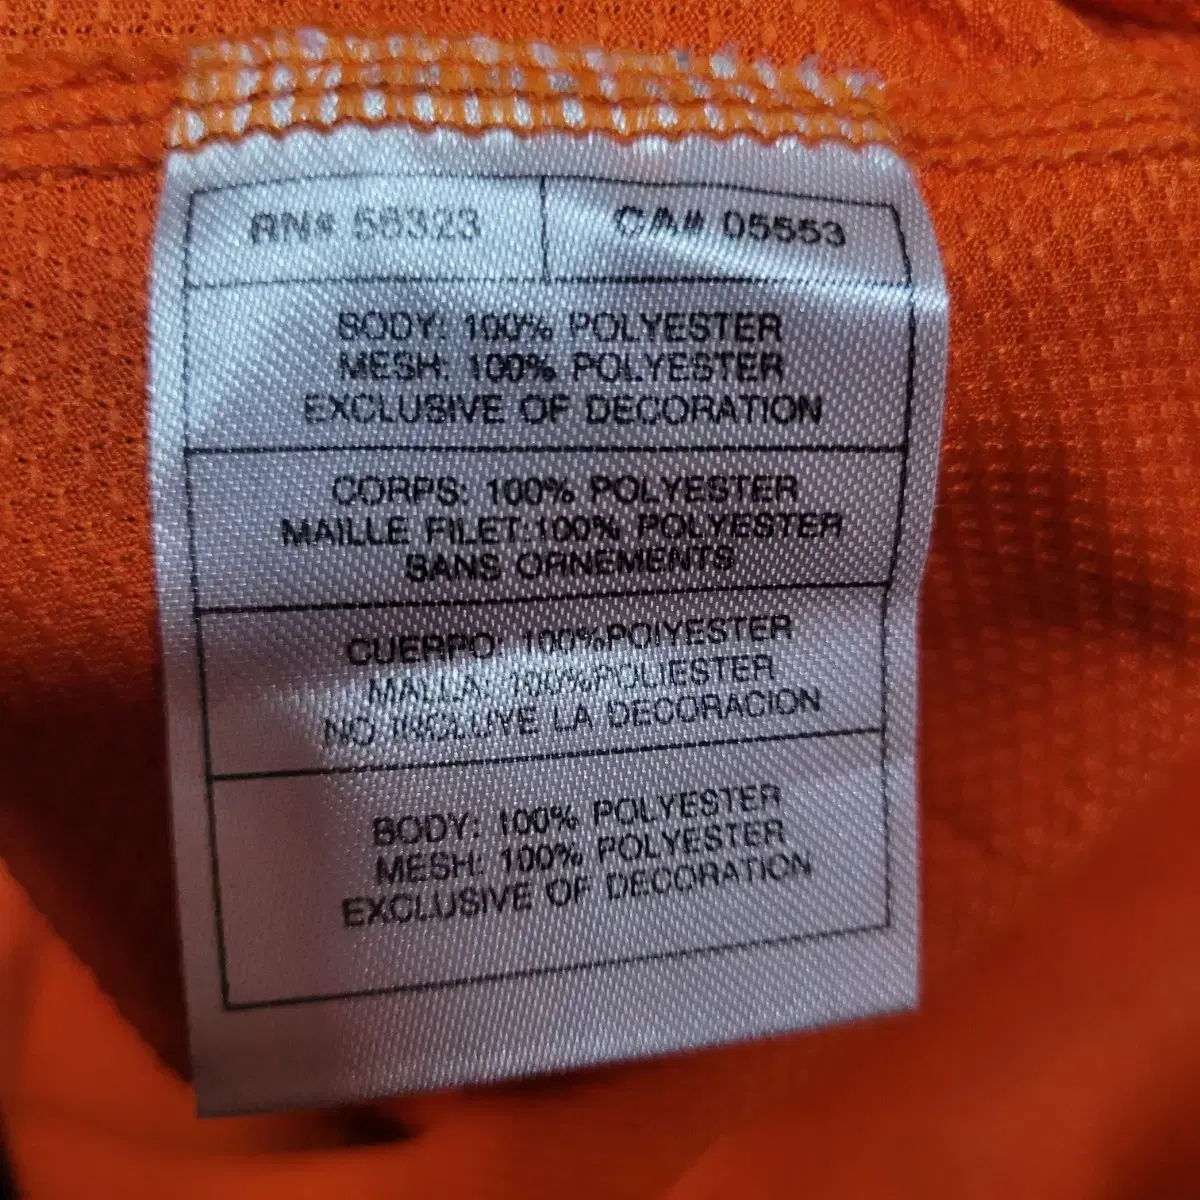 RN# 56323
CA# 05553
BODY: 100% POLYESTER
MESH: 100% POLYESTER
EXCLUSIVE OF DECORATION
CORPS: 100% POLYESTER
MAILLE FILET:100% POLYESTER
SANS ORNEMENTS
CUERPO: 100%POIYESTER
MALLA: 100%POLIESTER
NO INCLUYE LA DECORACION
BODY: 100% POLYESTER
MESH: 100% POLYESTER
EXCLUSIVE OF DECORATION